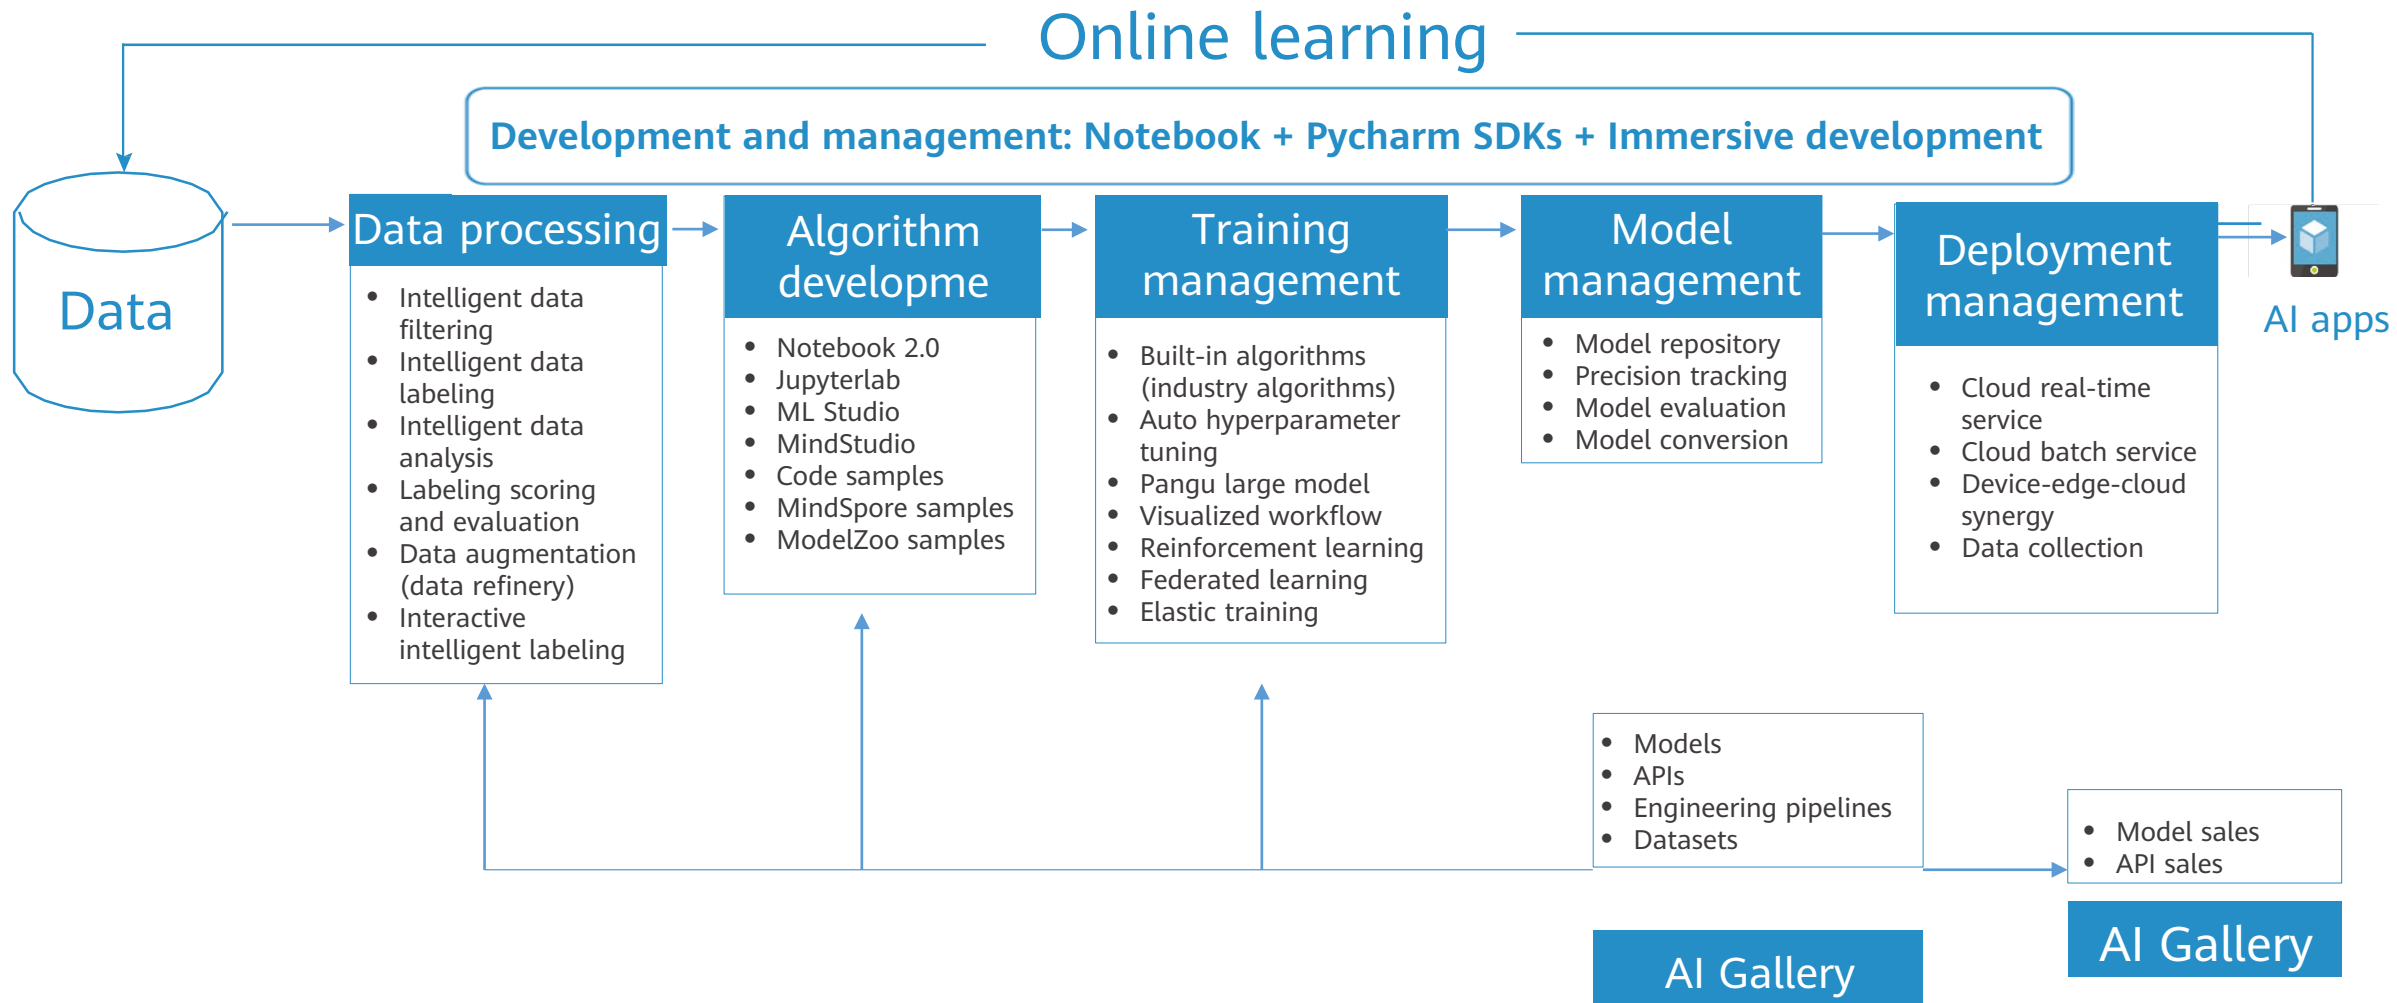 Online learning
Development and management: Notebook + Pycharm SDKs + Immersive development
Data
Data processing
• Intelligent data
filtering
• Intelligent data
labeling
• Intelligent data
analysis
• Labeling scoring
and evaluation
• Data augmentation
(data refinery)
• Interactive
intelligent labeling
Algorithm
developme
• Notebook 2.0
• Jupyterlab
• ML Studio
• MindStudio
• Code samples
• MindSpore samples
• ModelZoo samples
Training
management
• Built-in algorithms
(industry algorithms)
• Auto hyperparameter
tuning
• Pangu large model
• Visualized workflow
• Reinforcement learning
• Federated learning
• Elastic training
Model
management
• Model repository
• Precision tracking
• Model evaluation
• Model conversion
Deployment
management
• Cloud real-time
service
• Cloud batch service
• Device-edge-cloud
synergy
• Data collection
AI apps
• Models
• APIs
• Engineering pipelines
• Datasets
AI Gallery
• Model sales
• API sales
AI Gallery